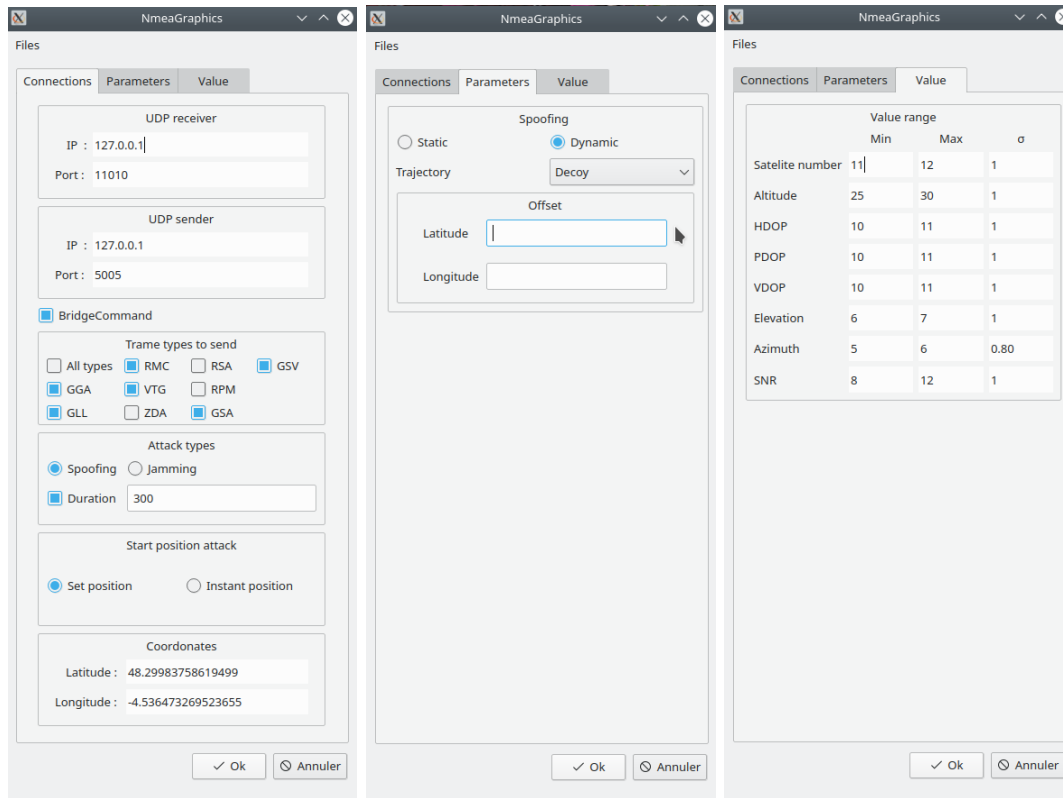 NmeaGraphics
Files
Connections Parameters Value
UDP receiver
IP : 127.0.0.1
Port : 11010
UDP sender
IP : 127.0.0.1
Port : 5005
BridgeCommand
Trame types to send
All types RMC RSA GSV
GGA VTG RPM
GLL ZDA GSA
Attack types
Spoofing Jamming
Duration 300
Start position attack
Set position Instant position
Coordonates
Latitude : 48.29983758619499
Longitude : -4.536473269523655
Ok Annuler
NmeaGraphics
Files
Connections Parameters Value
Spoofing
Static Dynamic
Trajectory Decoy
Offset
Latitude
Longitude
Ok Annuler
NmeaGraphics
Files
Connections Parameters Value
Value range
Min Max σ
Satelite number 11 12 1
Altitude 25 30 1
HDOP 10 11 1
PDOP 10 11 1
VDOP 10 11 1
Elevation 6 7 1
Azimuth 5 6 0.80
SNR 8 12 1
Ok Annuler